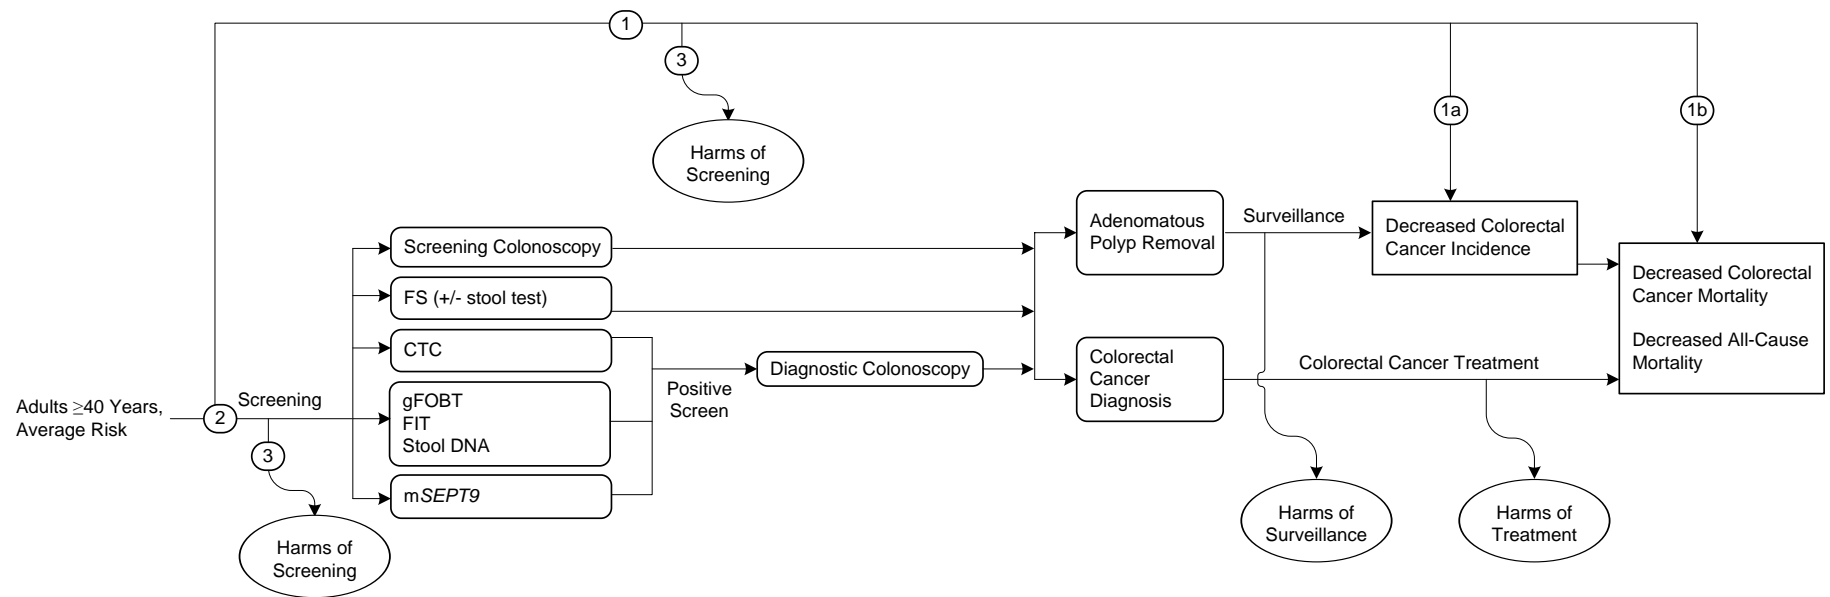 1
3
Harms of
Screening
1a
1b
Adenomatous
Polyp Removal
Surveillance
Decreased Colorectal
Cancer Incidence
Screening Colonoscopy
FS (+/- stool test)
CTC
gFOBT
FIT
Stool DNA
mSEPT9
Positive
Screen
Diagnostic Colonoscopy
Colorectal
Cancer
Diagnosis
Colorectal Cancer Treatment
Decreased Colorectal
Cancer Mortality
Decreased All-Cause
Mortality
Adults ≥40 Years,
Average Risk
2
Screening
3
Harms of
Screening
Harms of
Surveillance
Harms of
Treatment